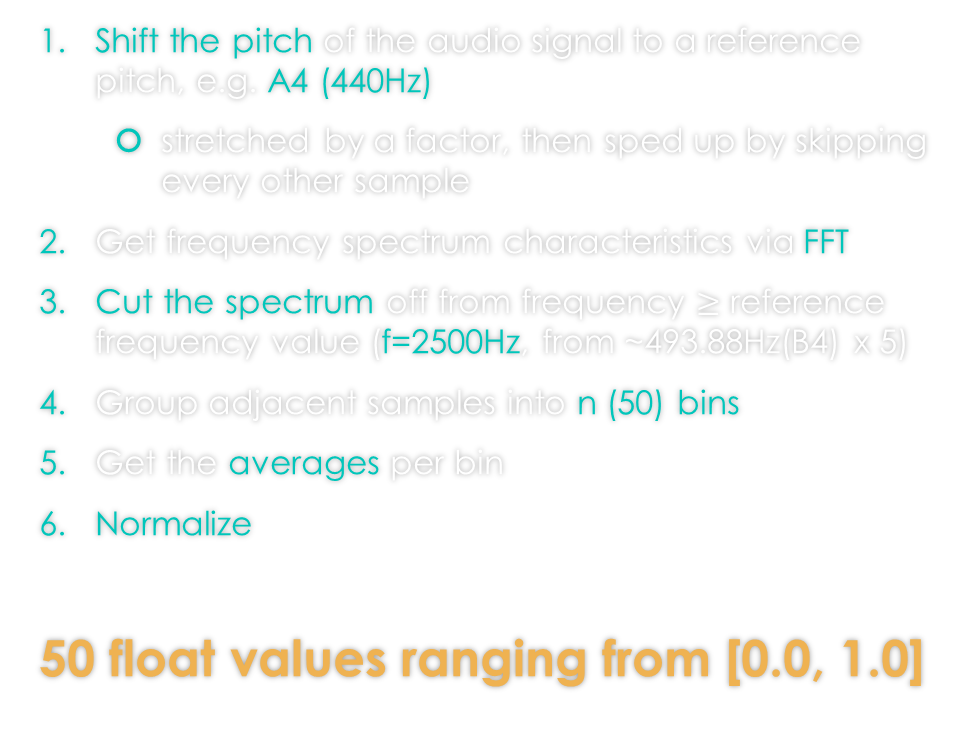 1. Shift the pitch of the audio signal to a reference
pitch, e.g. A4 (440Hz)
stretched by a factor, then sped up by skipping
every other sample
2. Get frequency spectrum characteristics via FFT
3. Cut the spectrum off from frequency ≥ reference
frequency value (f=2500Hz, from ~493.88Hz(B4) x 5)
4. Group adjacent samples into n (50) bins
5. Get the averages per bin
6. Normalize
50 float values ranging from [0.0, 1.0]